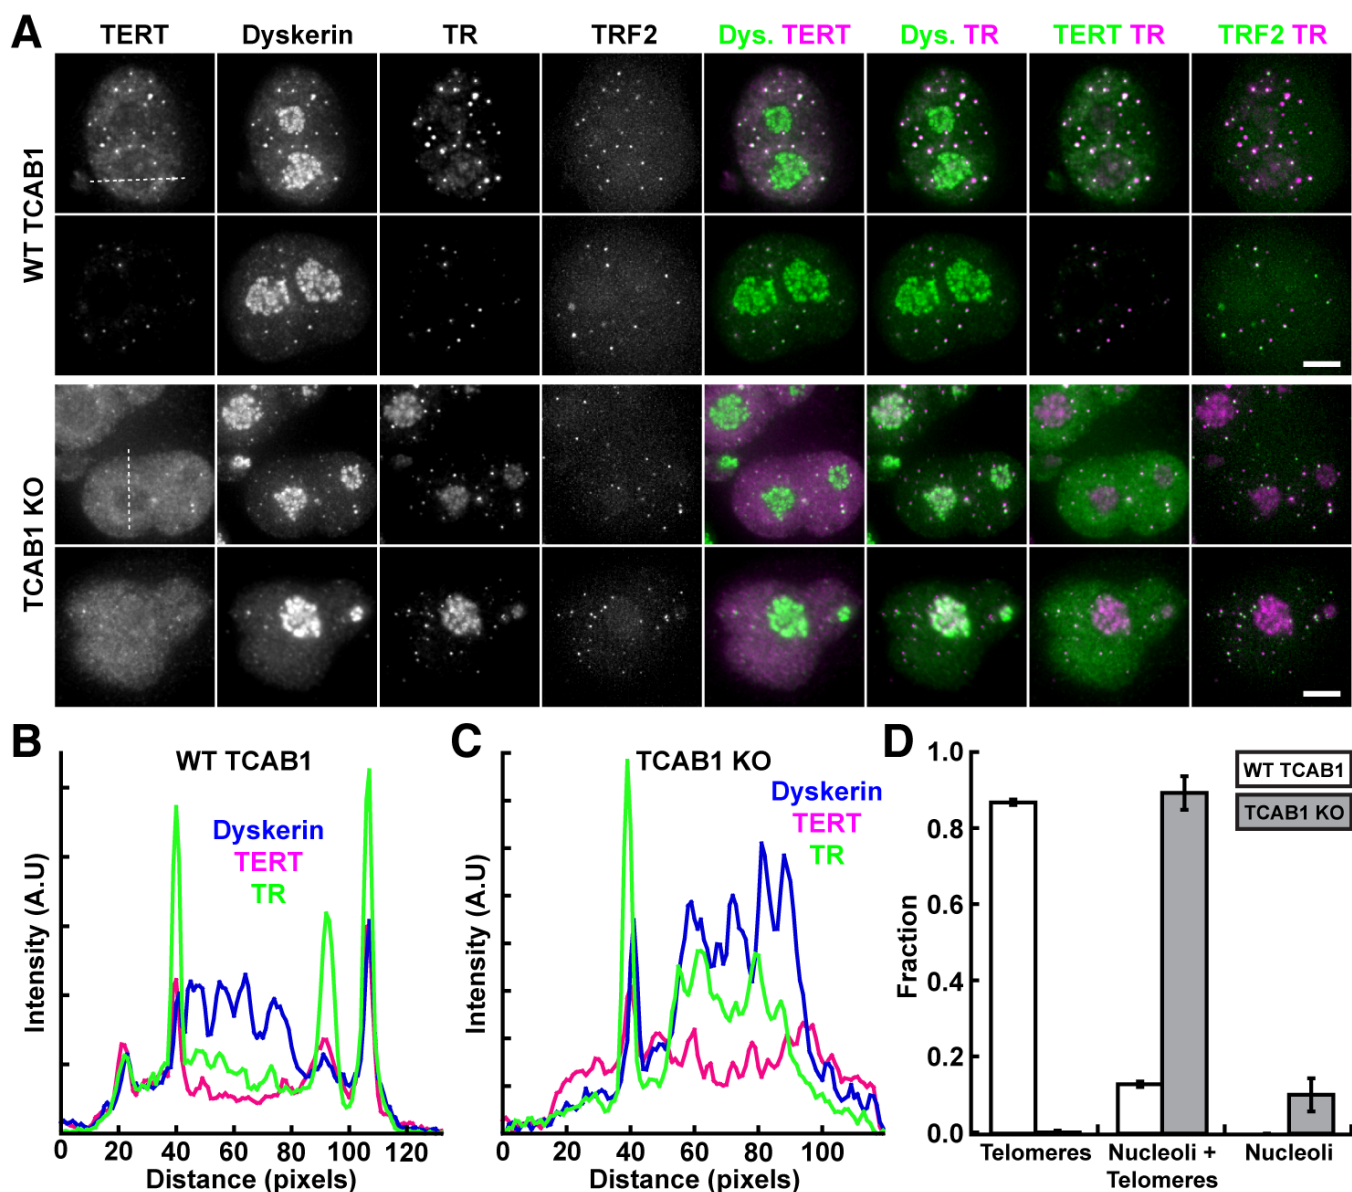 A
TERT Dyskerin TR TRF2 Dys. TERT Dys. TR TERT TR TRF2 TR
WT TCAB1
TCAB1 KO
B
WT TCAB1
Dyskerin
TERT
TR
Intensity (A.U)
0 20 40 60 80 100 120
Distance (pixels)
C
TCAB1 KO
Dyskerin
TERT
TR
Intensity (A.U)
0 20 40 60 80 100
Distance (pixels)
D
1.0
0.8
0.6
0.4
0.2
0.0
Fraction
WT TCAB1
TCAB1 KO
Telomeres Nucleoli + Nucleoli
Telomeres